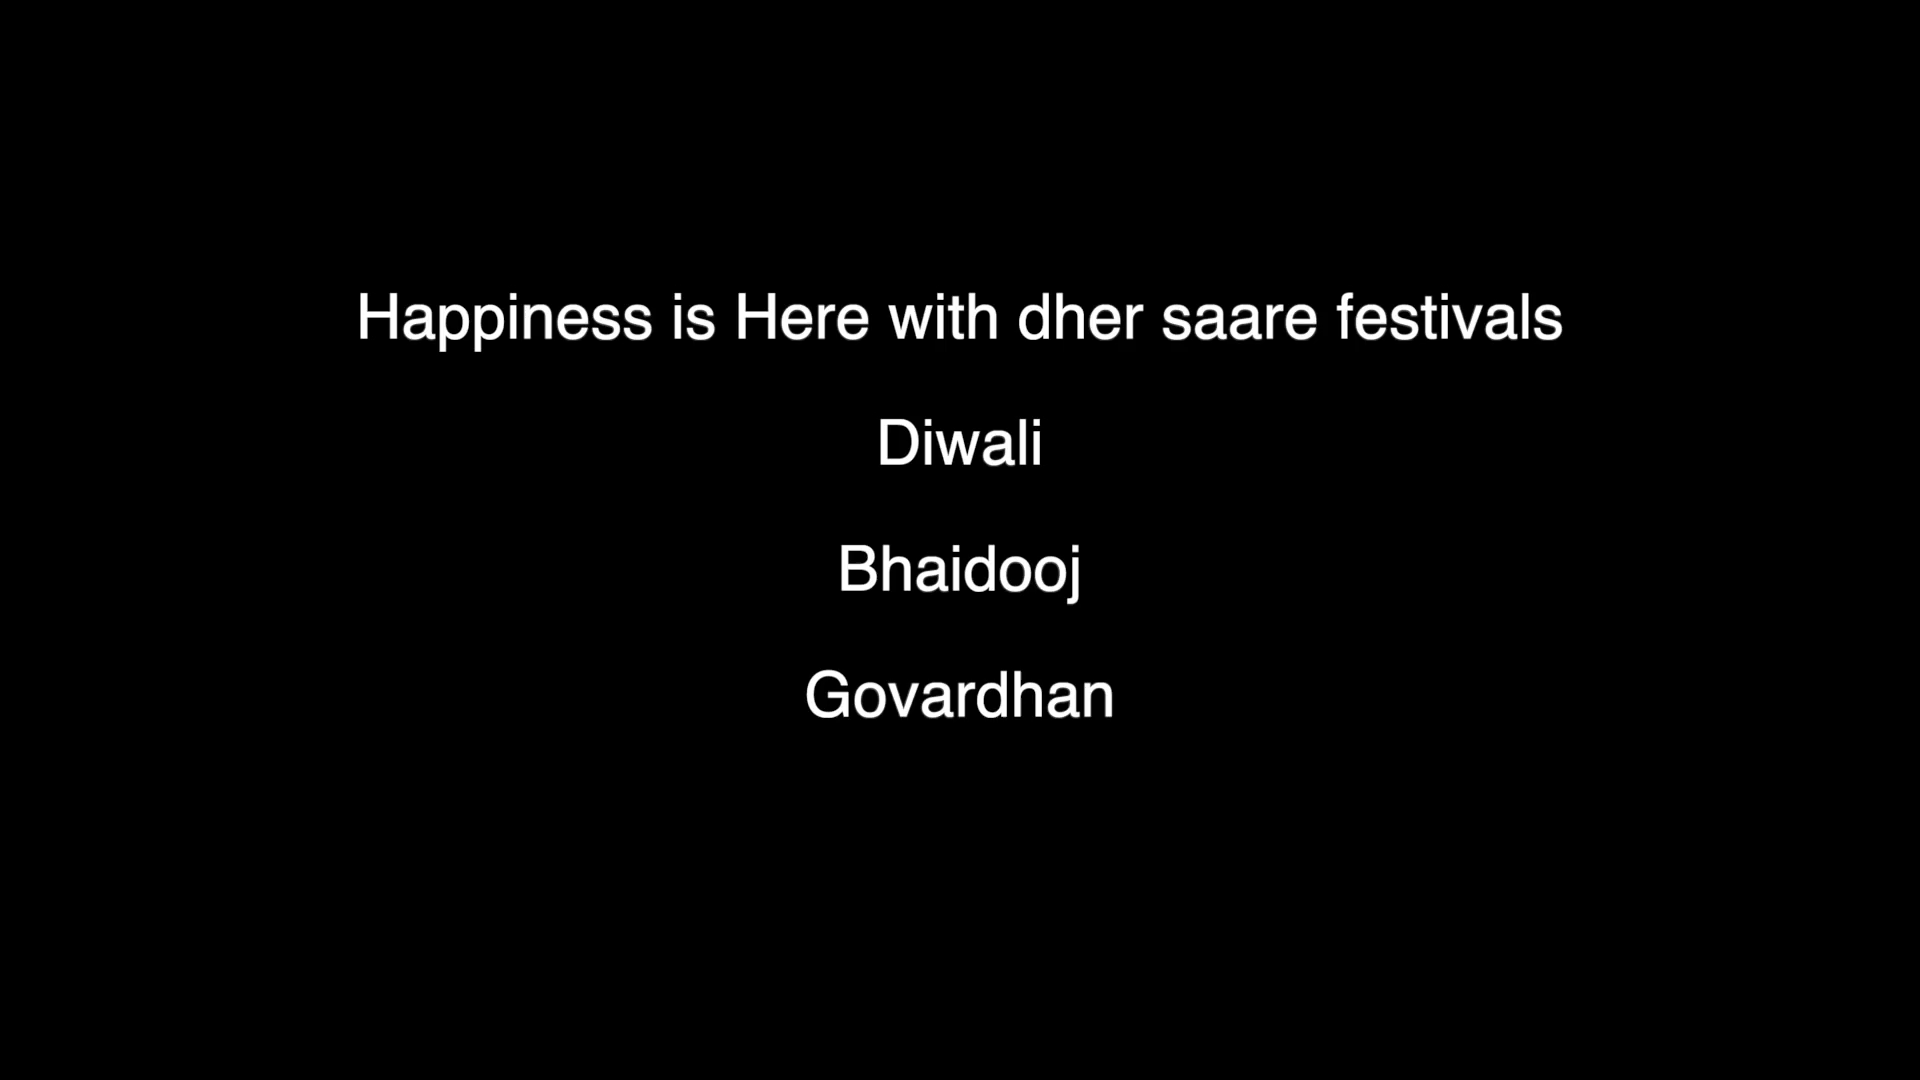 Happiness is Here with dher saare festivals
Diwali
Bhaidooj
Govardhan